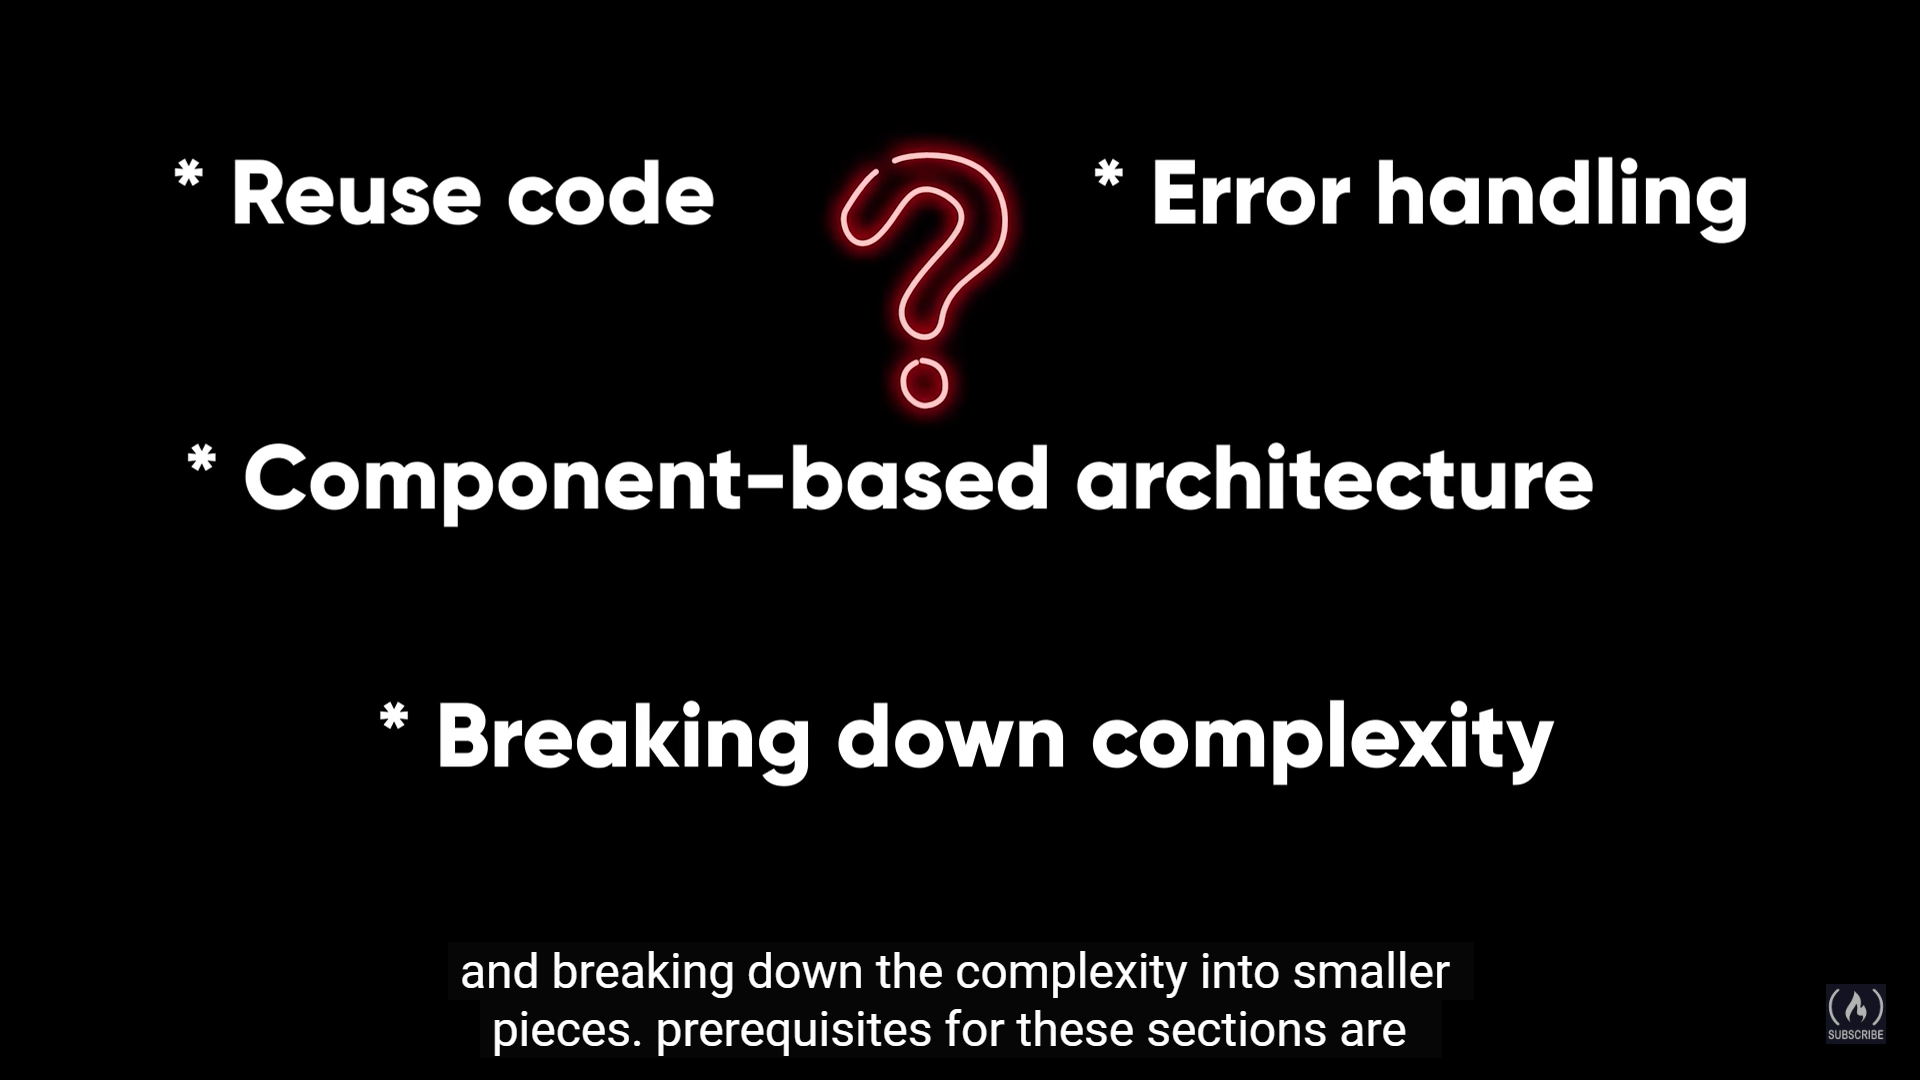 * Reuse code
* Error handling
* Component-based architecture
* Breaking down complexity
and breaking down the complexity into smaller
pieces. prerequisites for these sections are
SUBSCRIBE